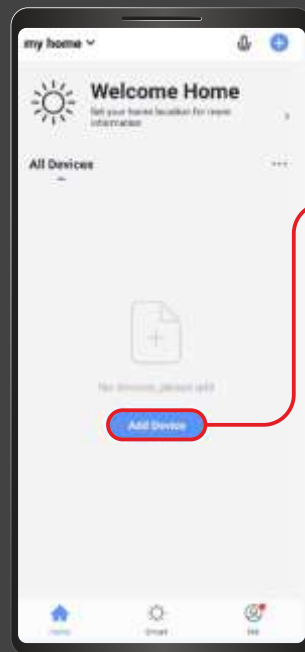 my home
Welcome Home
Set your home location for more
information
All Devices
No devices, please add
Add Device
Home
Smart
Me